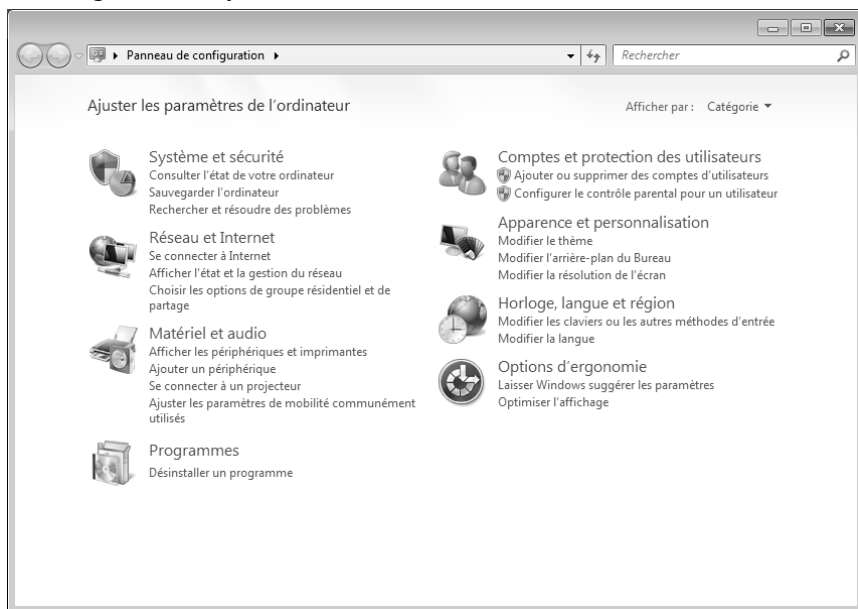 Panneau de configuration
Rechercher
Ajuster les paramètres de l'ordinateur
Afficher par : Catégorie
Système et sécurité
Consulter l'état de votre ordinateur
Sauvegarder l'ordinateur
Rechercher et résoudre des problèmes
Réseau et Internet
Se connecter à Internet
Afficher l'état et la gestion du réseau
Choisir les options de groupe résidentiel et de
partage
Matériel et audio
Afficher les périphériques et imprimantes
Ajouter un périphérique
Se connecter à un projecteur
Ajuster les paramètres de mobilité communément
utilisés
Programmes
Désinstaller un programme
Comptes et protection des utilisateurs
Ajouter ou supprimer des comptes d'utilisateurs
Configurer le contrôle parental pour un utilisateur
Apparence et personnalisation
Modifier le thème
Modifier l'arrière-plan du Bureau
Modifier la résolution de l'écran
Horloge, langue et région
Modifier les claviers ou les autres méthodes d'entrée
Modifier la langue
Options d'ergonomie
Laisser Windows suggérer les paramètres
Optimiser l'affichage